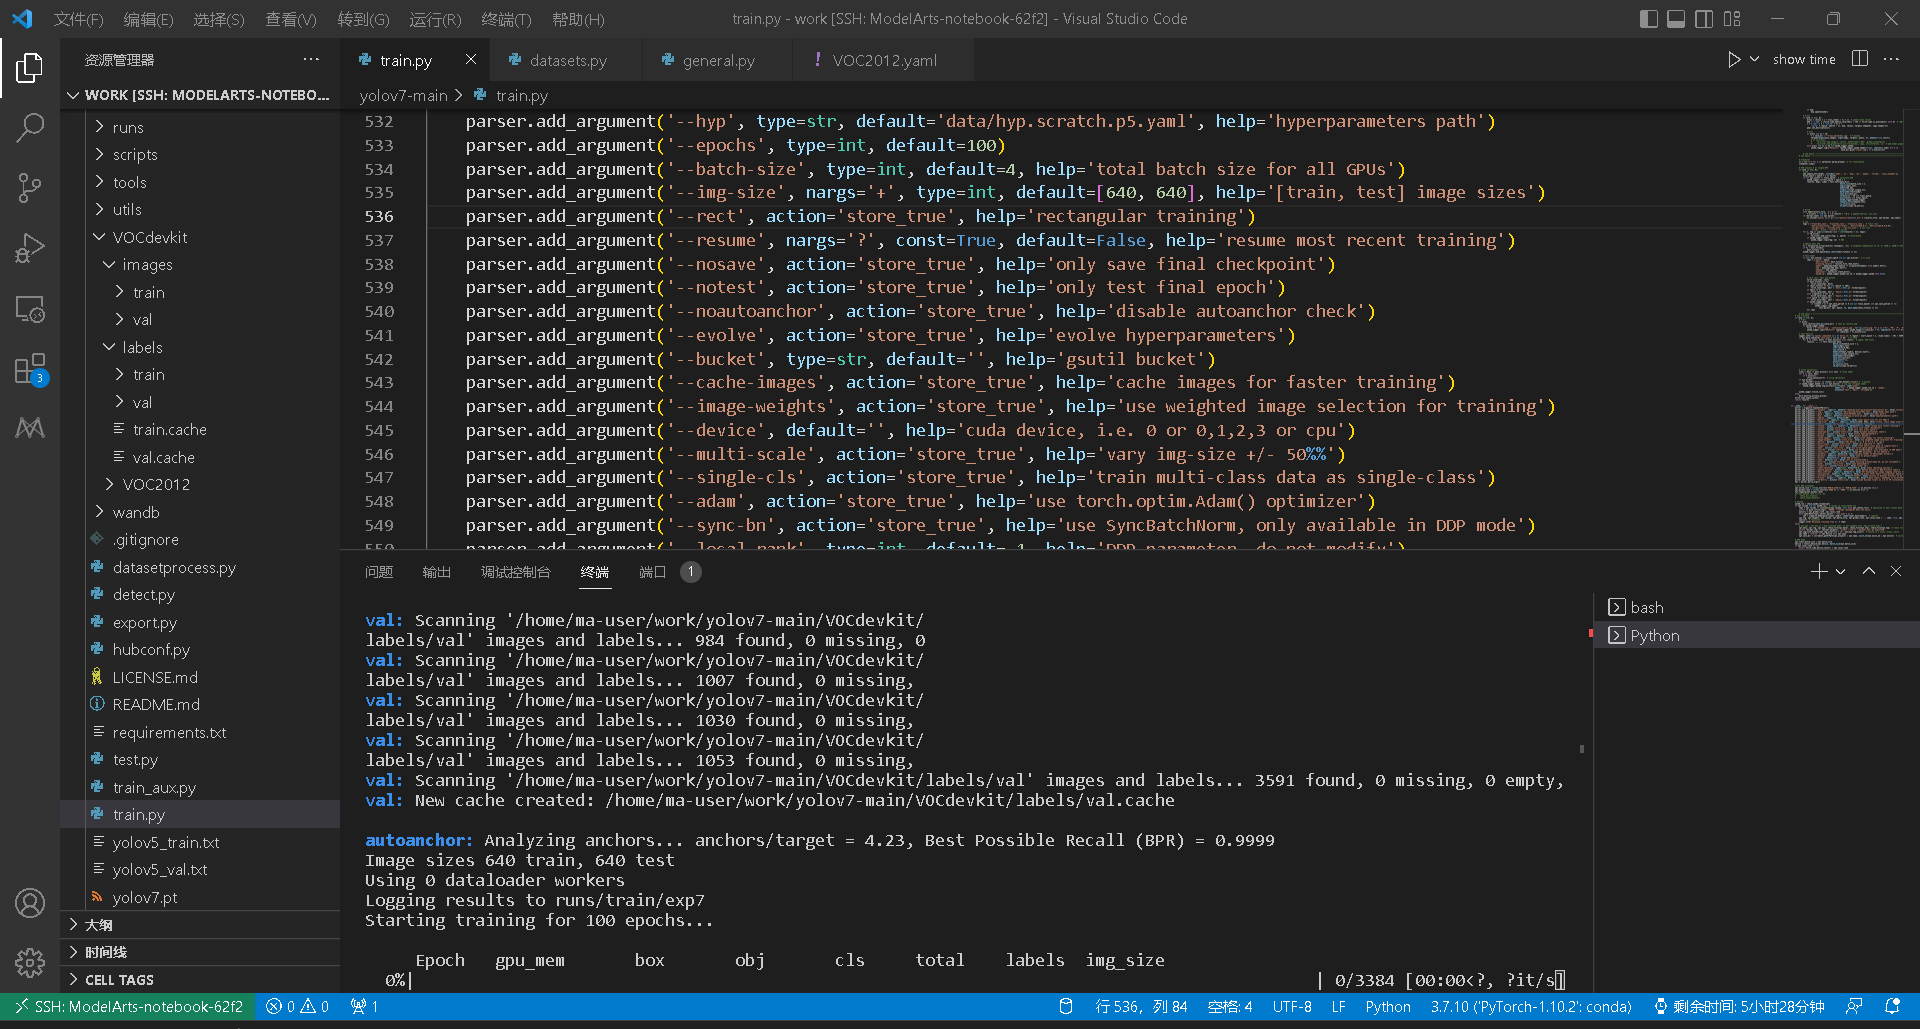 文件(F) 编辑(E) 选择(S) 查看(V) 转到(G) 运行(R) 终端(T) 帮助(H) train.py - work [SSH: ModelArts-notebook-62f2] - Visual Studio Code
资源管理器 ···
train.py datasets.py general.py ! VOC2012.yaml show time ···
WORK [SSH: MODELARTS-NOTEBO...
runs
scripts
tools
utils
VOCdevkit
images
train
val
labels
train
val
train.cache
val.cache
VOC2012
wandb
.gitignore
datasetprocess.py
detect.py
export.py
hubconf.py
LICENSE.md
README.md
requirements.txt
test.py
train_aux.py
train.py
yolov5_train.txt
yolov5_val.txt
yolov7.pt
大纲
时间线
CELL TAGS
3
yolov7-main > train.py
532 parser.add_argument('--hyp', type=str, default='data/hyp.scratch.p5.yaml', help='hyperparameters path')
533 parser.add_argument('--epochs', type=int, default=100)
534 parser.add_argument('--batch-size', type=int, default=4, help='total batch size for all GPUs')
535 parser.add_argument('--img-size', nargs='+', type=int, default=[640, 640], help='[train, test] image sizes')
536 parser.add_argument('--rect', action='store_true', help='rectangular training')
537 parser.add_argument('--resume', nargs='?', const=True, default=False, help='resume most recent training')
538 parser.add_argument('--nosave', action='store_true', help='only save final checkpoint')
539 parser.add_argument('--notest', action='store_true', help='only test final epoch')
540 parser.add_argument('--noautoanchor', action='store_true', help='disable autoanchor check')
541 parser.add_argument('--evolve', action='store_true', help='evolve hyperparameters')
542 parser.add_argument('--bucket', type=str, default='', help='gsutil bucket')
543 parser.add_argument('--cache-images', action='store_true', help='cache images for faster training')
544 parser.add_argument('--image-weights', action='store_true', help='use weighted image selection for training')
545 parser.add_argument('--device', default='', help='cuda device, i.e. 0 or 0,1,2,3 or cpu')
546 parser.add_argument('--multi-scale', action='store_true', help='vary img-size +/- 50%%')
547 parser.add_argument('--single-cls', action='store_true', help='train multi-class data as single-class')
548 parser.add_argument('--adam', action='store_true', help='use torch.optim.Adam() optimizer')
549 parser.add_argument('--sync-bn', action='store_true', help='use SyncBatchNorm, only available in DDP mode')
550 parser.add_argument('--local_rank', type=int, default=-1, help='DDP parameter, do not modify')
问题 输出 调试控制台 终端 端口 1
val: Scanning '/home/ma-user/work/yolov7-main/VOCdevkit/
labels/val' images and labels... 984 found, 0 missing, 0
val: Scanning '/home/ma-user/work/yolov7-main/VOCdevkit/
labels/val' images and labels... 1007 found, 0 missing,
val: Scanning '/home/ma-user/work/yolov7-main/VOCdevkit/
labels/val' images and labels... 1030 found, 0 missing,
val: Scanning '/home/ma-user/work/yolov7-main/VOCdevkit/
labels/val' images and labels... 1053 found, 0 missing,
val: Scanning '/home/ma-user/work/yolov7-main/VOCdevkit/labels/val' images and labels... 3591 found, 0 missing, 0 empty,
val: New cache created: /home/ma-user/work/yolov7-main/VOCdevkit/labels/val.cache
autoanchor: Analyzing anchors... anchors/target = 4.23, Best Possible Recall (BPR) = 0.9999
Image sizes 640 train, 640 test
Using 0 dataloader workers
Logging results to runs/train/exp7
Starting training for 100 epochs...
Epoch gpu_mem box obj cls total labels img_size
0%| | 0/3384 [00:00<?, ?it/s]
bash
Python
SSH: ModelArts-notebook-62f2 0 0 1 行 536, 列 84 空格: 4 UTF-8 LF Python 3.7.10 ('PyTorch-1.10.2': conda) 剩余时间: 5小时28分钟